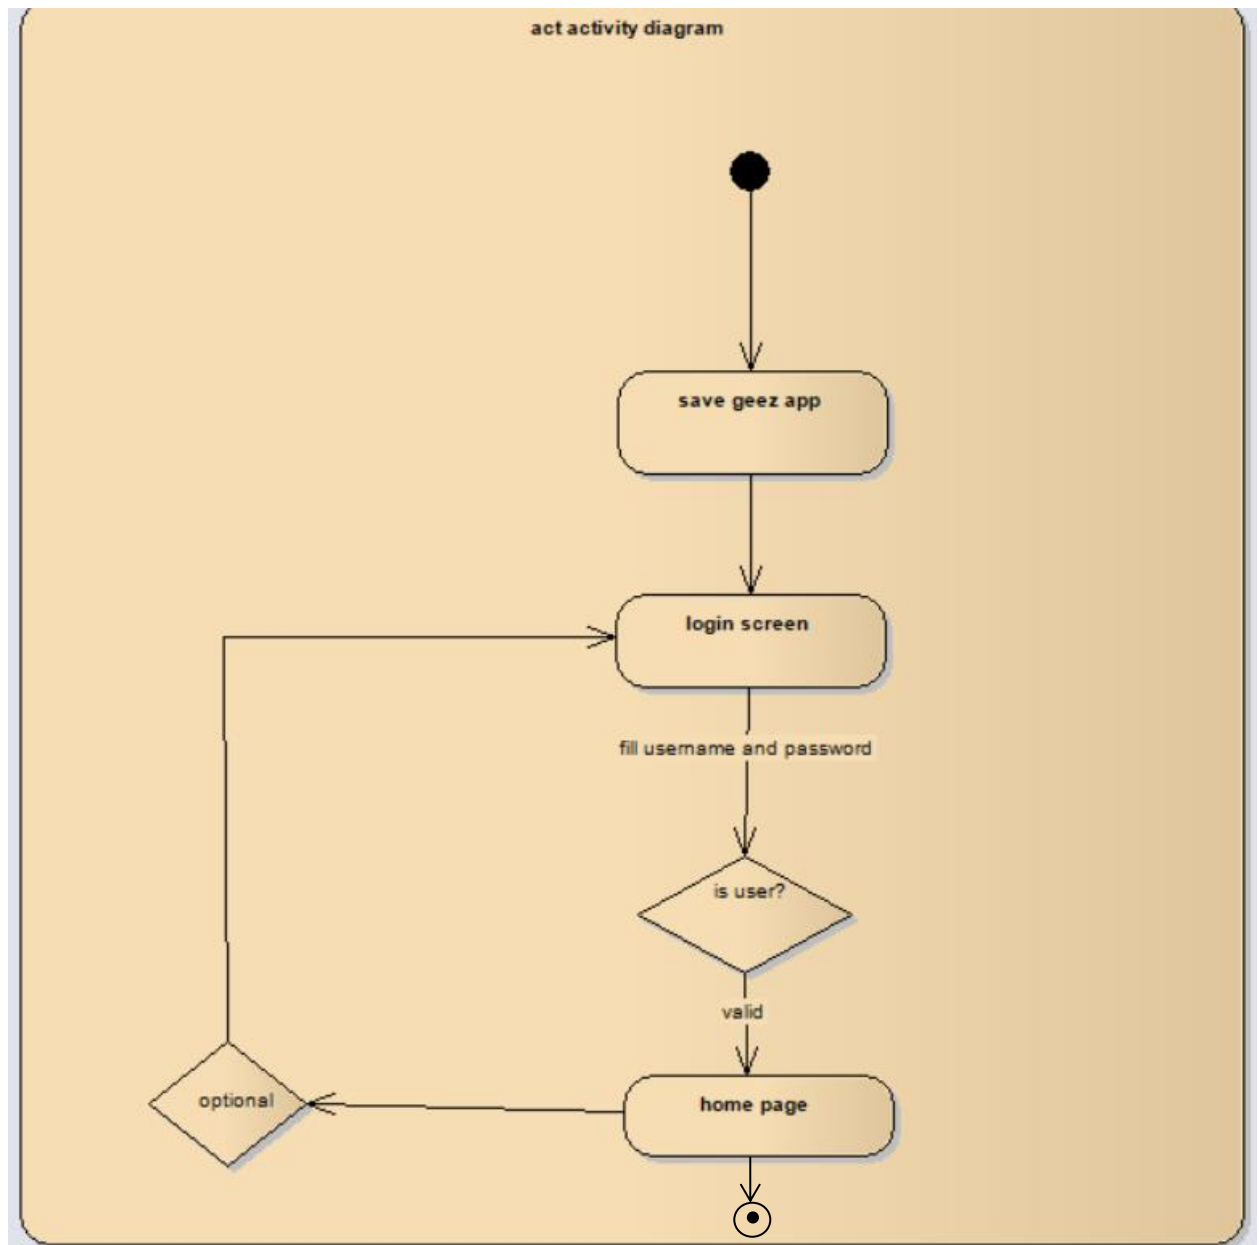 act activity diagram
save geez app
login screen
fill username and password
is user?
valid
optional
home page